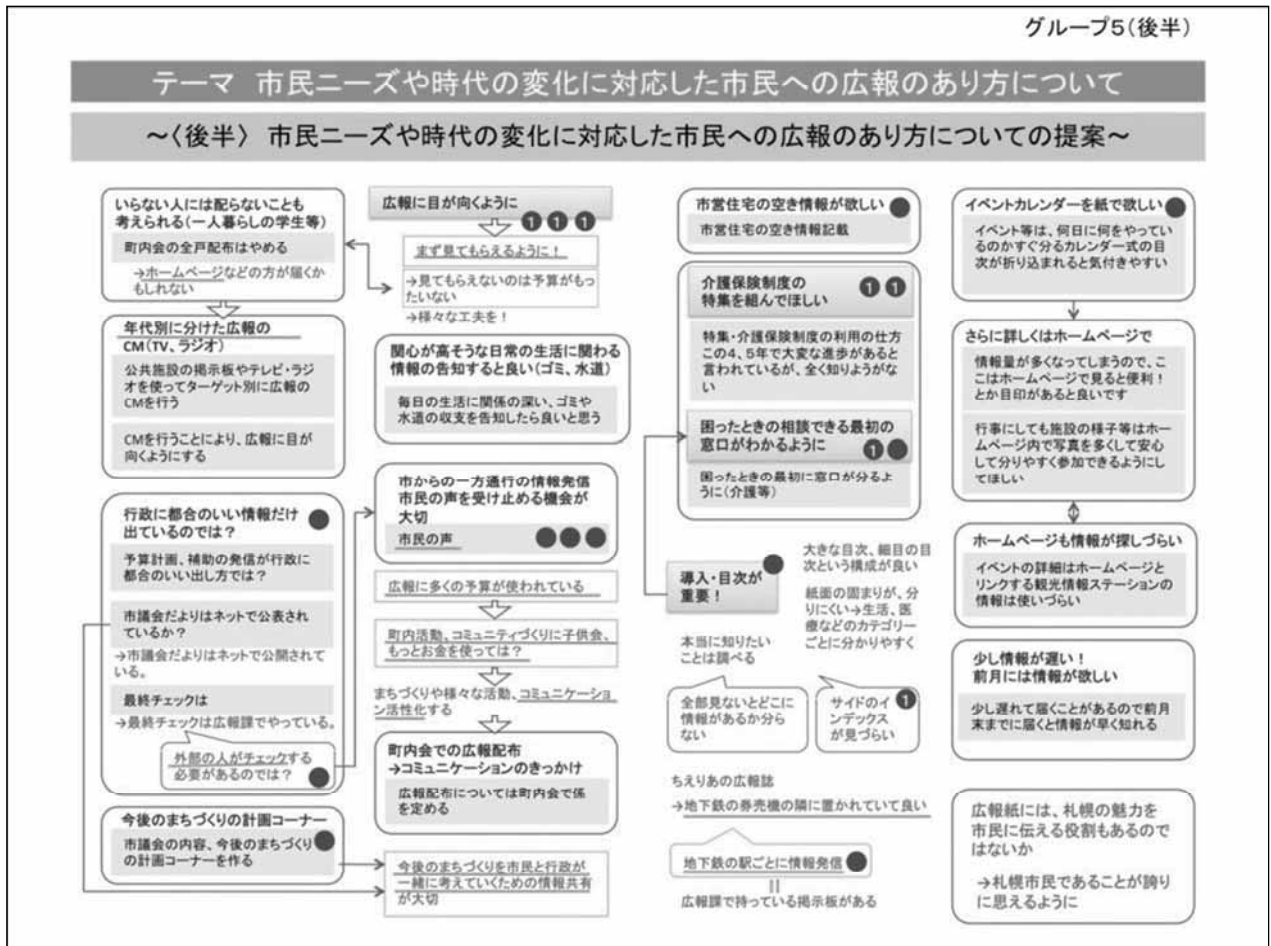 グループ5(後半)
テーマ 市民ニーズや時代の変化に対応した市民への広報のあり方について
～〈後半〉 市民ニーズや時代の変化に対応した市民への広報のあり方についての提案～
いらない人には配らないことも
考えられる(一人暮らしの学生等)
町内会の全戸配布はやめる
→ホームページなどの方が届くか
もしれない
年代別に分けた広報の
CM(TV、ラジオ)
公共施設の掲示板やテレビ・ラジ
オを使ってターゲット別に広報の
CMを行う
CMを行うことにより、広報に目が
向くようにする
行政に都合のいい情報だけ
出ているのでは?
予算計画、補助の発信が行政に
都合のいい出し方では?
市議会だよりはネットで公表され
ているか?
→市議会だよりはネットで公開されて
いる。
最終チェックは
→最終チェックは広報課でやっている。
外部の人がチェックする
必要があるのでは?
今後のまちづくりの計画コーナー
市議会の内容、今後のまちづくり
の計画コーナーを作る
広報に目が向くように
1 1 1
まず見てもらえるように!
→見てもらえないのは予算がもっ
たいない
→様々な工夫を!
関心が高そうな日常の生活に関わる
情報の告知すると良い(ゴミ、水道)
毎日の生活に関係の深い、ゴミや
水道の収支を告知したら良いと思う
市からの一方通行の情報発信
市民の声を受け止める機会が
大切
市民の声
広報に多くの予算が使われている
町内活動、コミュニティづくりに子供会、
もっとお金を使っては?
まちづくりや様々な活動、コミュニケーショ
ン活性化する
町内会での広報配布
→コミュニケーションのきっかけ
広報配布については町内会で係
を定める
今後のまちづくりを市民と行政が
一緒に考えていくための情報共有
が大切
市営住宅の空き情報が欲しい
市営住宅の空き情報記載
介護保険制度の
特集を組んでほしい
1 1
特集・介護保険制度の利用の仕方
この4、5年で大変な進歩があると
言われているが、全く知りようがな
い
困ったときの相談できる最初の
窓口がわかるように
1
困ったときの最初に窓口が分るよ
うに(介護等)
導入・目次が
重要!
大きな目次、細目の目
次という構成が良い
紙面の固まりが、分
りにくい→生活、医
療などのカテゴリー
ごとに分かりやすく
本当に知りたい
ことは調べる
全部見ないとどこに
情報があるか分ら
ない
サイドのイ
ンデックス
が見づらい
1
ちえりあの広報誌
→地下鉄の券売機の隣に置かれていて良い
地下鉄の駅ごとに情報発信
広報課で持っている掲示板がある
イベントカレンダーを紙で欲しい
イベント等は、何日に何をやってい
るのかすぐ分るカレンダー式の目
次が折り込まれると気付きやすい
さらに詳しくはホームページで
情報量が多くなってしまうので、こ
こはホームページで見ると便利!
とか目印があると良いです
行事にしても施設の様子等はホー
ムページ内で写真を多くして安心
して分りやすく参加できるようにし
てほしい
ホームページも情報が探しづらい
イベントの詳細はホームページと
リンクする観光情報ステーションの
情報は使いづらい
少し情報が遅い!
前月には情報が欲しい
少し遅れて届くことがあるので前月
末までに届くと情報が早く知れる
広報紙には、札幌の魅力を
市民に伝える役割もあるので
はないか
→札幌市民であることが誇り
に思えるように